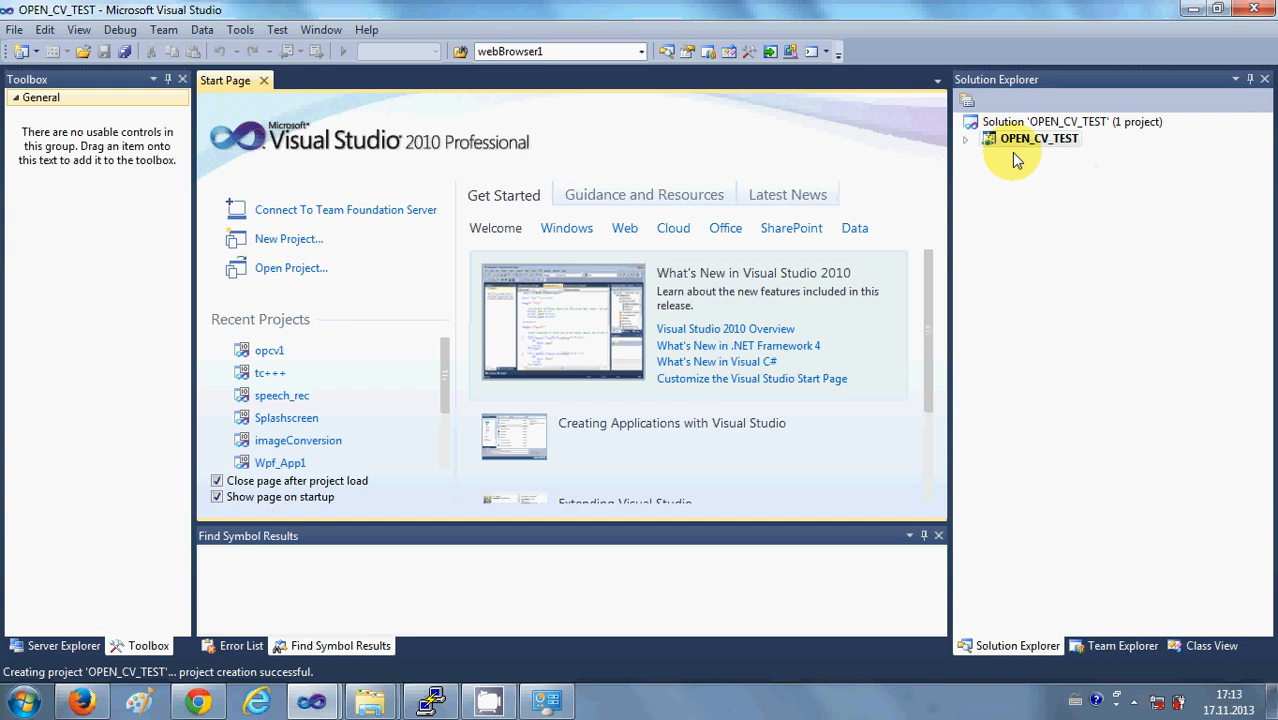 OPEN_CV_TEST - Microsoft Visual Studio
File Edit View Debug Team Data Tools Test Window Help
webBrowser1
Toolbox
General
There are no usable controls in
this group. Drag an item onto
this text to add it to the toolbox.
Start Page
Microsoft®
Visual Studio® 2010 Professional
Connect To Team Foundation Server
New Project...
Open Project...
Recent Projects
opcv1
tc+++
speech_rec
Splashscreen
imageConversion
Wpf_App1
Close page after project load
Show page on startup
Get Started Guidance and Resources Latest News
Welcome Windows Web Cloud Office SharePoint Data
What's New in Visual Studio 2010
Learn about the new features included in this
release.
Visual Studio 2010 Overview
What's New in .NET Framework 4
What's New in Visual C#
Customize the Visual Studio Start Page
Creating Applications with Visual Studio
Extending Visual Studio
Find Symbol Results
Solution Explorer
Solution 'OPEN_CV_TEST' (1 project)
OPEN_CV_TEST
Server Explorer Toolbox
Error List Find Symbol Results
Solution Explorer Team Explorer Class View
Creating project 'OPEN_CV_TEST'... project creation successful.
17:13
17.11.2013